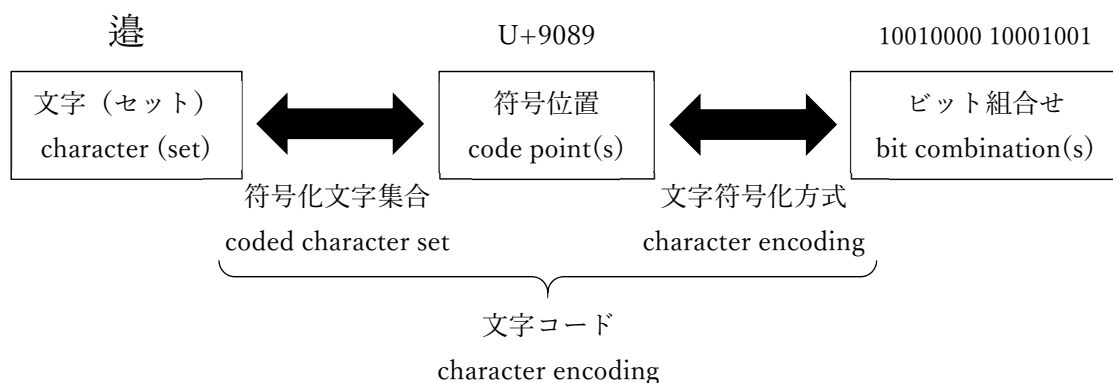 邉 U+9089 10010000 10001001
文字（セット） 符号位置 ビット組合せ
character (set) code point(s) bit combination(s)
符号化文字集合 文字符号化方式
coded character set character encoding
文字コード
character encoding